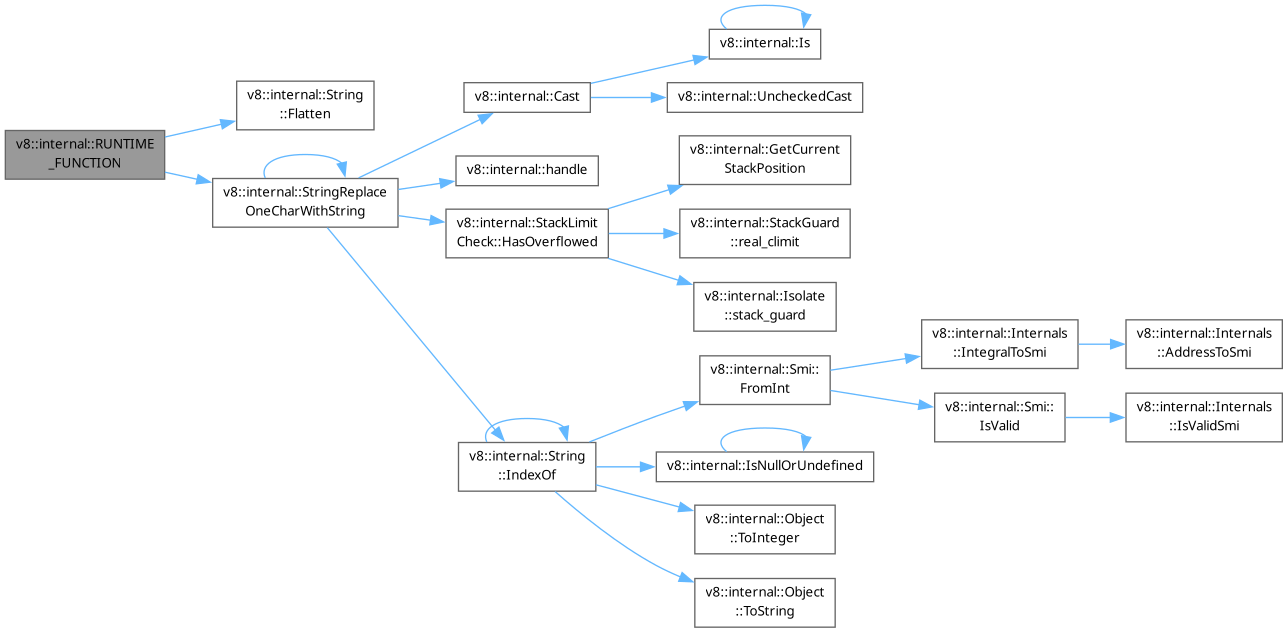 v8::internal::RUNTIME
_FUNCTION
v8::internal::String
::Flatten
v8::internal::StringReplace
OneCharWithString
v8::internal::Cast
v8::internal::Is
v8::internal::UncheckedCast
v8::internal::handle
v8::internal::StackLimit
Check::HasOverflowed
v8::internal::GetCurrent
StackPosition
v8::internal::StackGuard
::real_climit
v8::internal::Isolate
::stack_guard
v8::internal::String
::IndexOf
v8::internal::Smi::
FromInt
v8::internal::Internals
::IntegralToSmi
v8::internal::Internals
::AddressToSmi
v8::internal::Smi::
IsValid
v8::internal::Internals
::IsValidSmi
v8::internal::IsNullOrUndefined
v8::internal::Object
::ToInteger
v8::internal::Object
::ToString